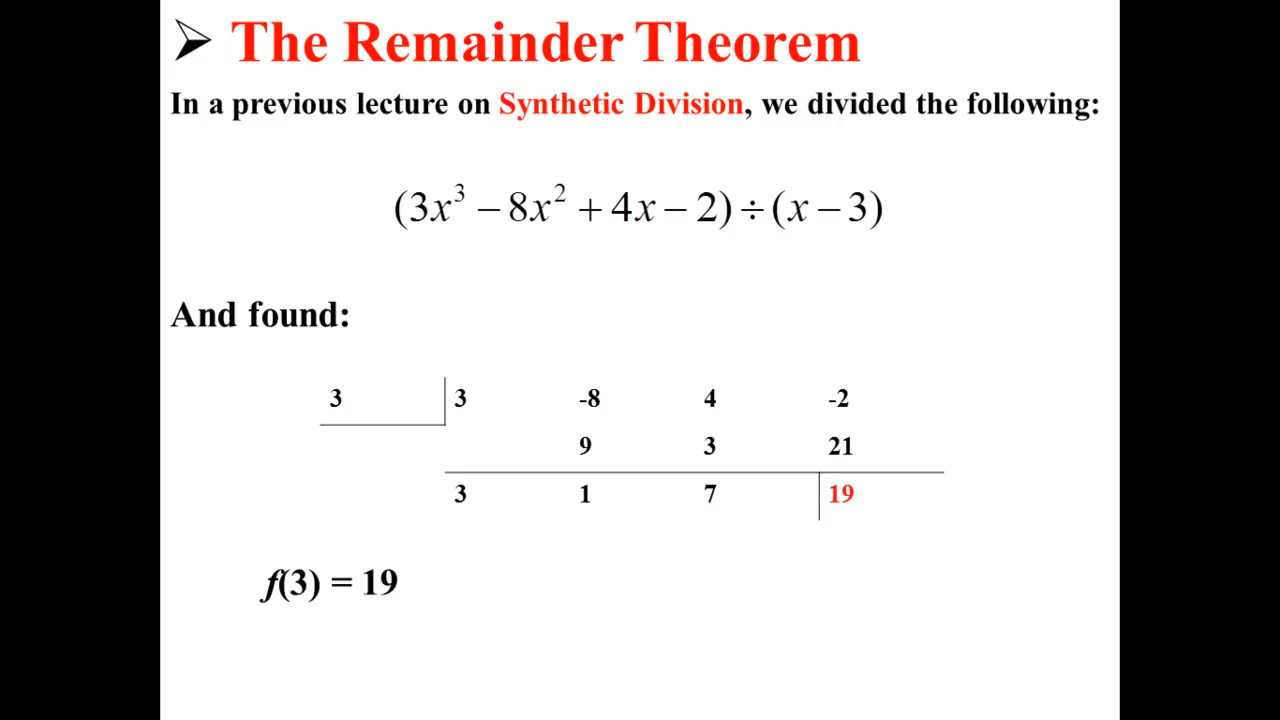 ➢ The Remainder Theorem
In a previous lecture on Synthetic Division, we divided the following:
(3x³ − 8x² + 4x − 2) ÷ (x − 3)
And found:
3 3 -8 4 -2
9 3 21
3 1 7 19
f(3) = 19